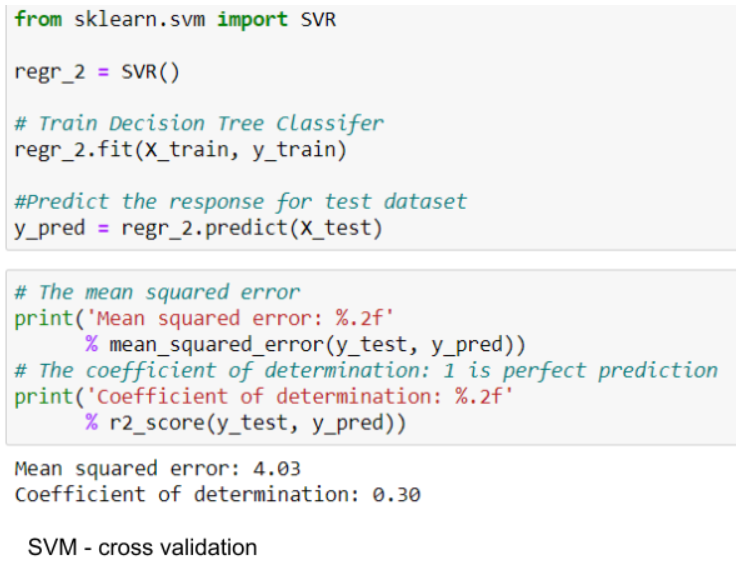 from sklearn.svm import SVR
regr_2 = SVR()
# Train Decision Tree Classifer
regr_2.fit(X_train, y_train)
#Predict the response for test dataset
y_pred = regr_2.predict(X_test)
# The mean squared error
print('Mean squared error: %.2f'
% mean_squared_error(y_test, y_pred))
# The coefficient of determination: 1 is perfect prediction
print('Coefficient of determination: %.2f'
% r2_score(y_test, y_pred))
Mean squared error: 4.03
Coefficient of determination: 0.30
SVM - cross validation